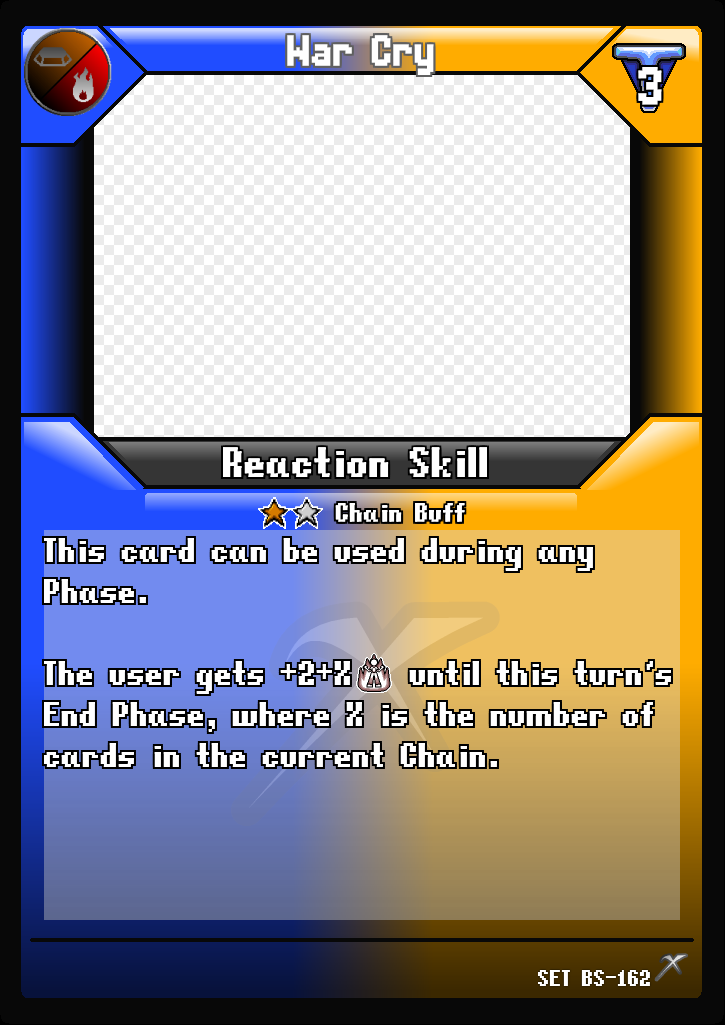 War Cry
3
Reaction Skill
Chain Buff
This card can be used during any
Phase.
The user gets +2+X until this turn's
End Phase, where X is the number of
cards in the current Chain.
SET BS-162